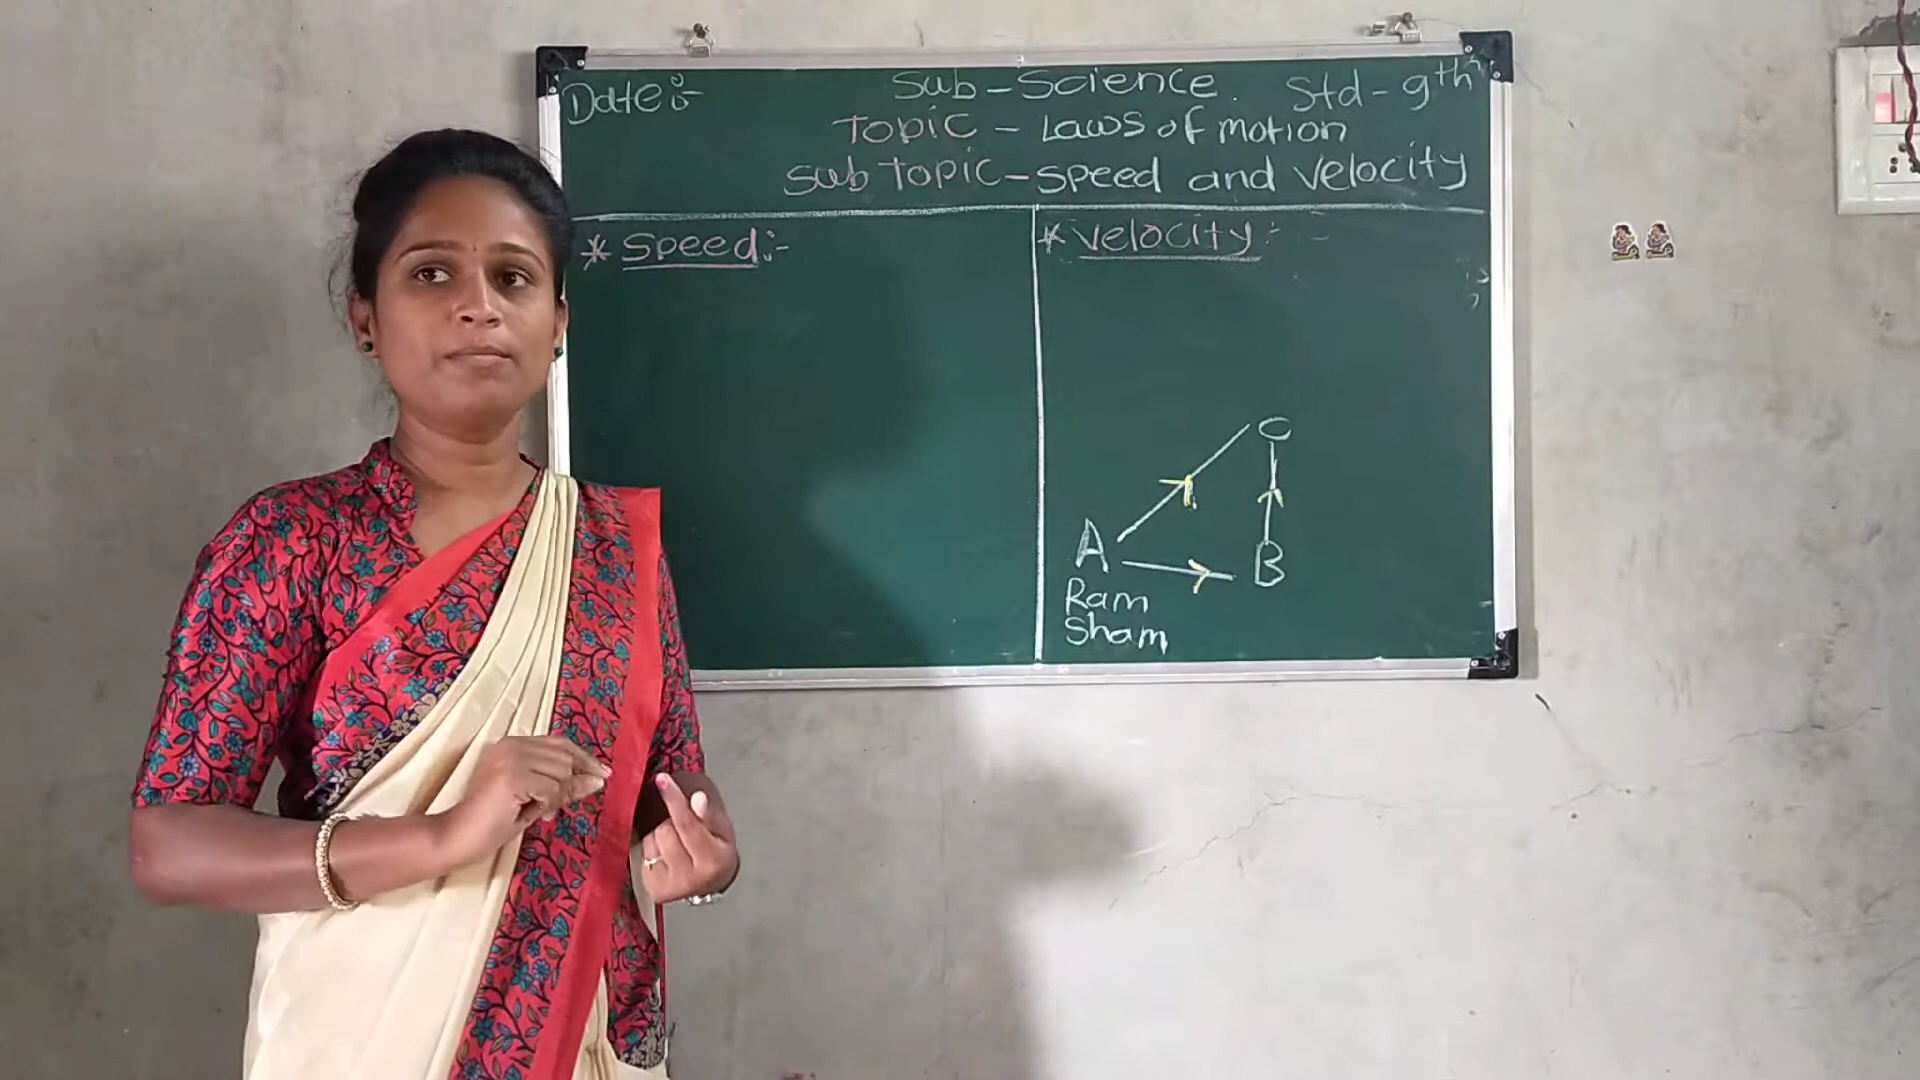 Date:-
Sub-Science
Std-9th
Topic - Laws of motion
Sub Topic-Speed and velocity
* Speed:-
* velocity:-
C
A
B
Ram
Sham